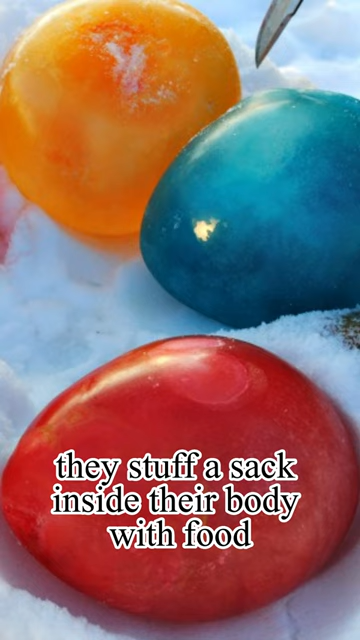 they stuff a sack
inside their body
with food